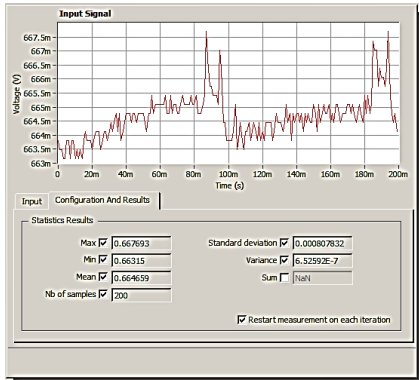 Input Signal
Voltage (V)
667.5m
667m
666.5m
666m
665.5m
665m
664.5m
664m
663.5m
663m
0 20m 40m 60m 80m 100m 120m 140m 160m 180m 200m
Time (s)
Input Configuration And Results
Statistics Results
Max 0.667693 Standard deviation 0.000807832
Min 0.66315 Variance 6.52592E-7
Mean 0.664659 Sum NaN
Nb of samples 200
Restart measurement on each iteration